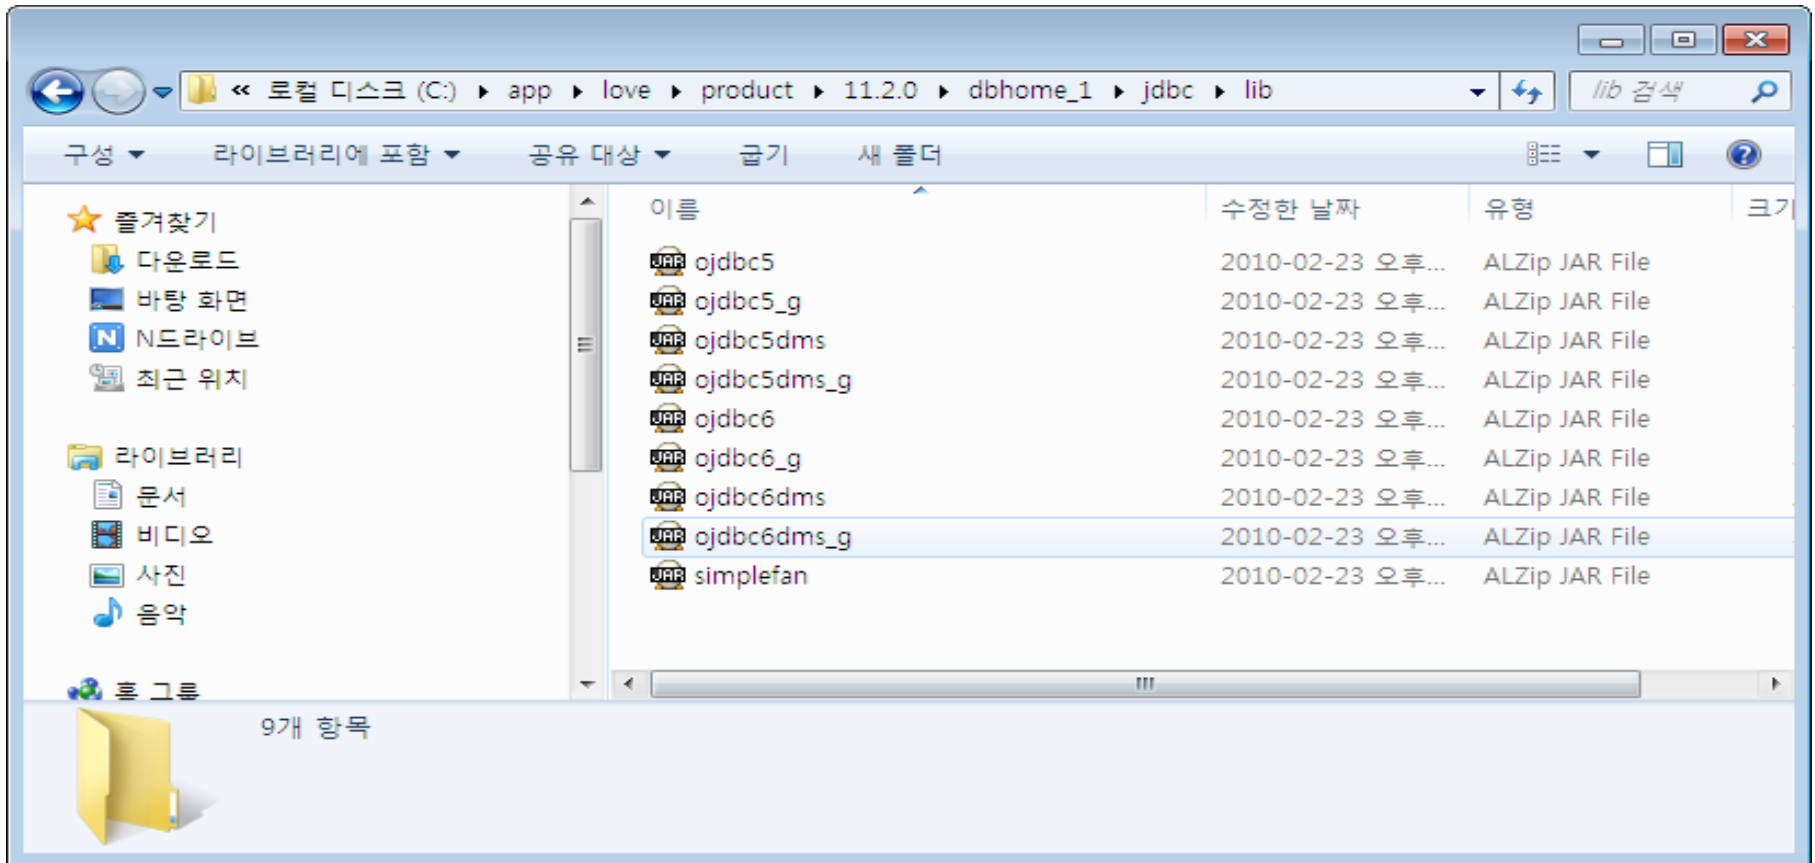 « 로컬 디스크 (C:) ▸ app ▸ love ▸ product ▸ 11.2.0 ▸ dbhome_1 ▸ jdbc ▸ lib
lib 검색
구성 라이브러리에 포함 공유 대상 굽기 새 폴더
즐겨찾기
다운로드
바탕 화면
N드라이브
최근 위치
라이브러리
문서
비디오
사진
음악
홈 그룹
이름 수정한 날짜 유형 크기
ojdbc5 2010-02-23 오후... ALZip JAR File
ojdbc5_g 2010-02-23 오후... ALZip JAR File
ojdbc5dms 2010-02-23 오후... ALZip JAR File
ojdbc5dms_g 2010-02-23 오후... ALZip JAR File
ojdbc6 2010-02-23 오후... ALZip JAR File
ojdbc6_g 2010-02-23 오후... ALZip JAR File
ojdbc6dms 2010-02-23 오후... ALZip JAR File
ojdbc6dms_g 2010-02-23 오후... ALZip JAR File
simplefan 2010-02-23 오후... ALZip JAR File
9개 항목